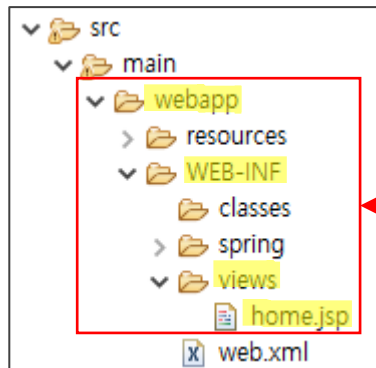 src
main
webapp
resources
WEB-INF
classes
spring
views
home.jsp
web.xml